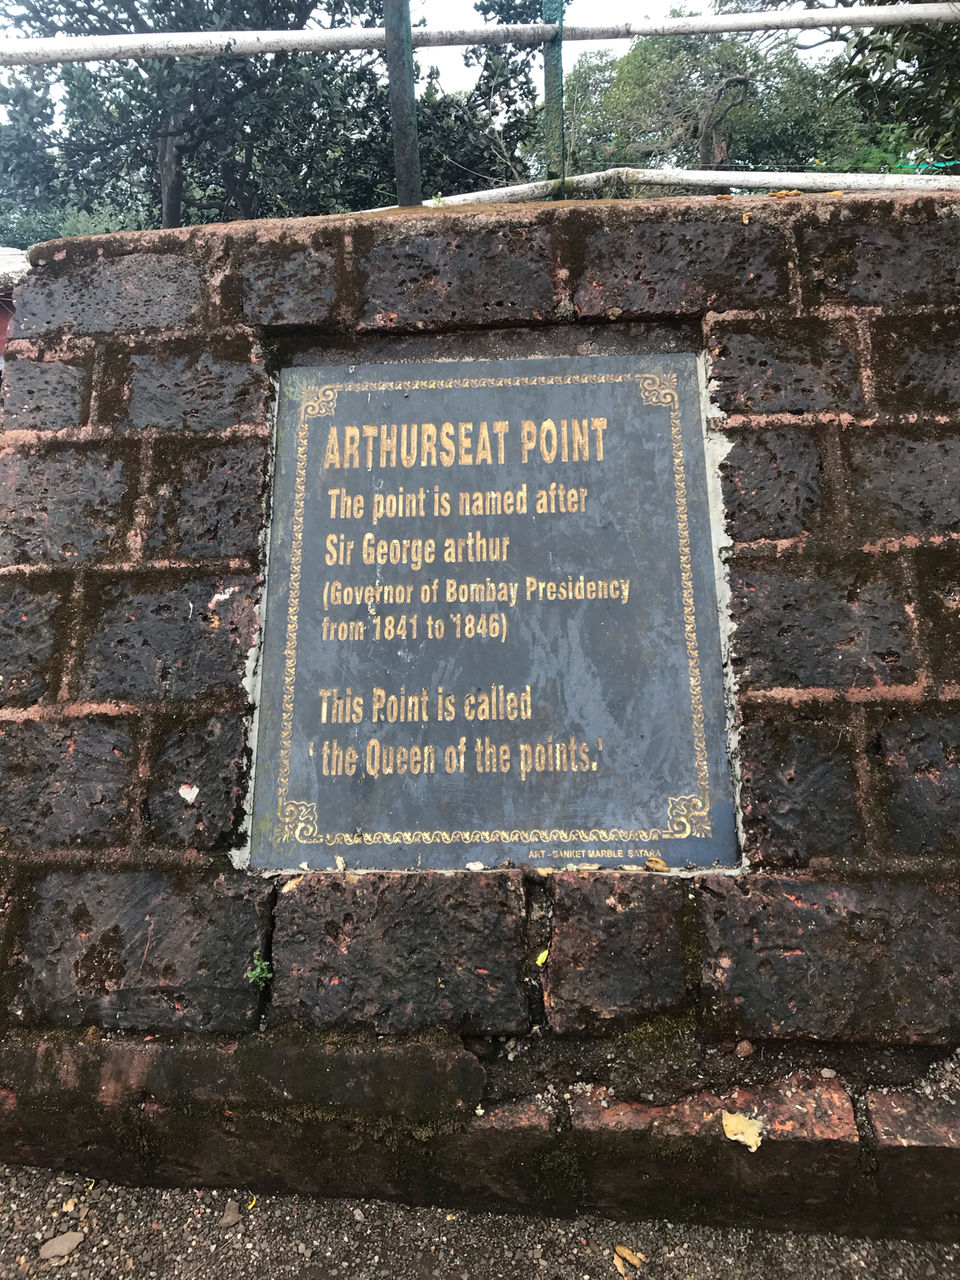 ARTHURSEAT POINT
The point is named after
Sir George arthur
(Governor of Bombay Presidency
from 1841 to 1846)
This Point is called
' the Queen of the points.'
ART - SANKET MARBLE SATARA